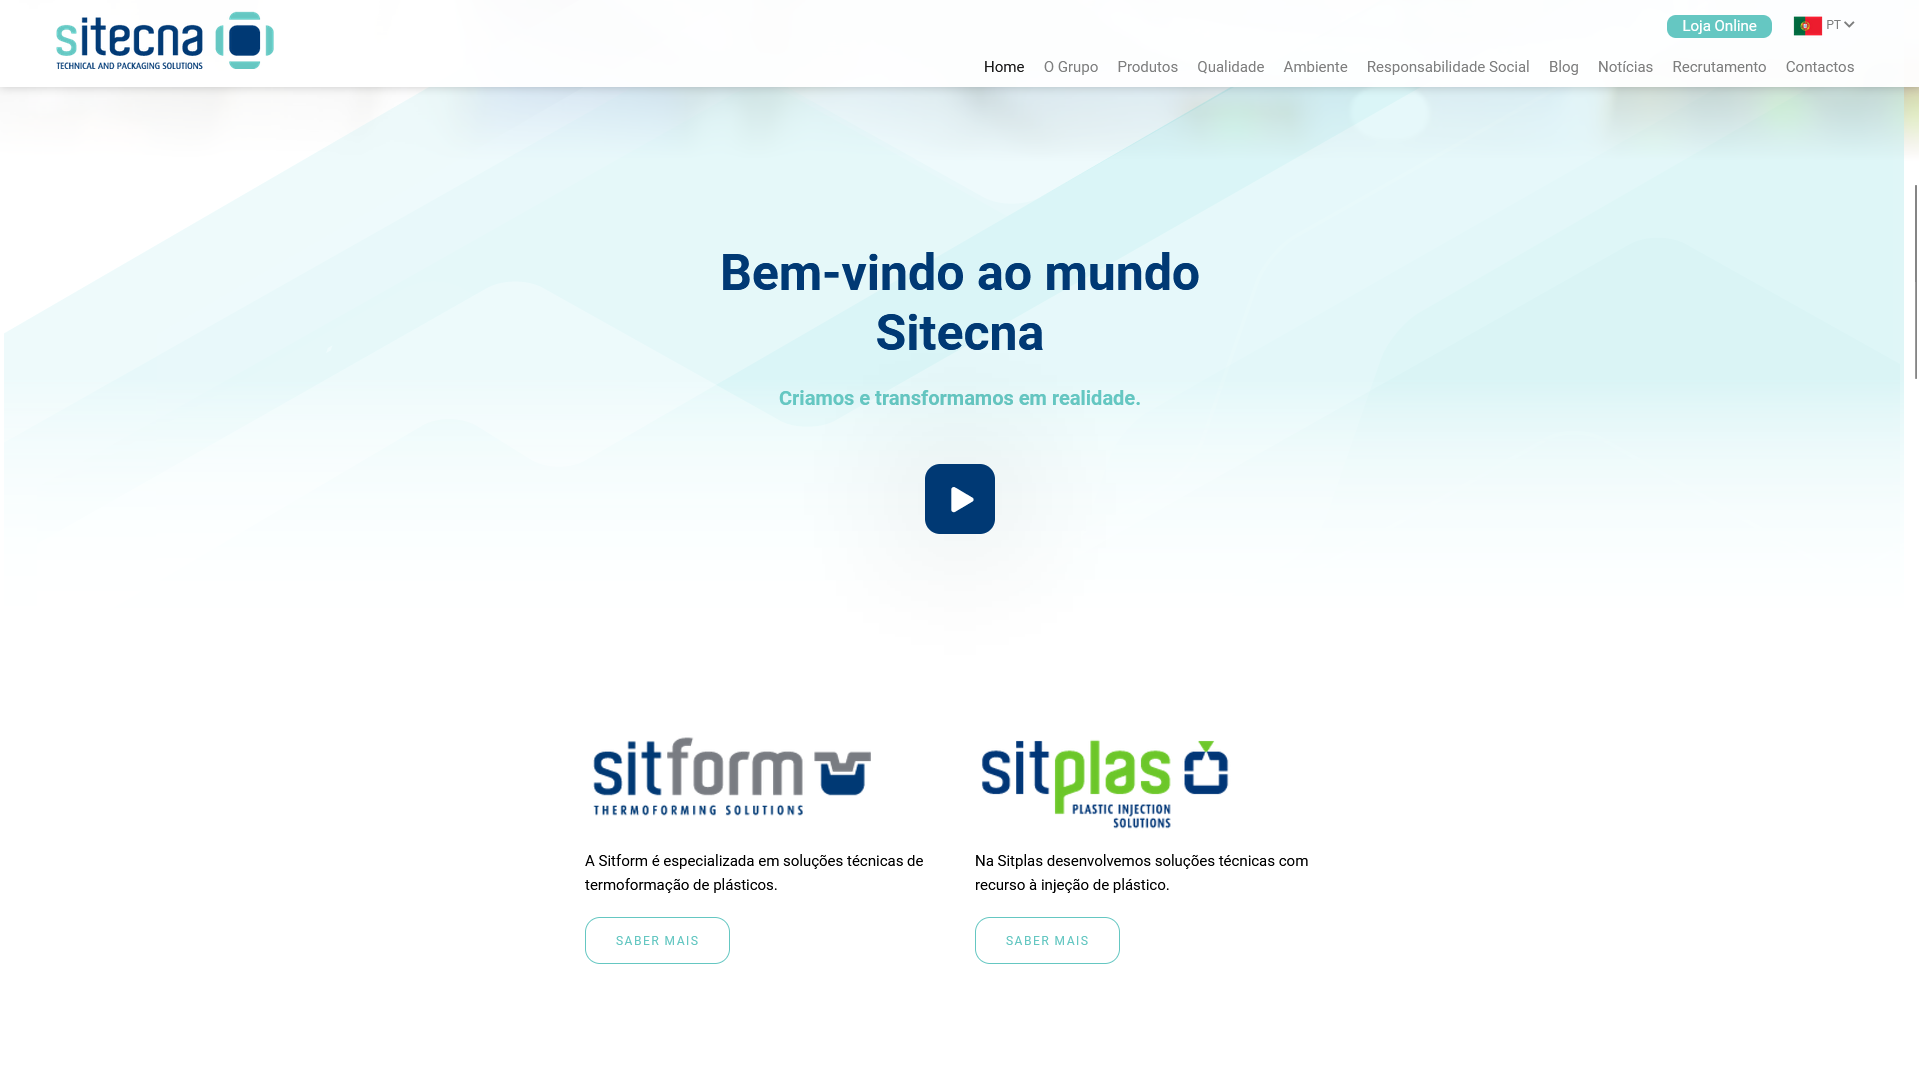 sitecna
TECHNICAL AND PACKAGING SOLUTIONS
Loja Online
PT
Home O Grupo Produtos Qualidade Ambiente Responsabilidade Social Blog Notícias Recrutamento Contactos
Bem-vindo ao mundo
Sitecna
Criamos e transformamos em realidade.
sitform
THERMOFORMING SOLUTIONS
A Sitform é especializada em soluções técnicas de
termoformação de plásticos.
SABER MAIS
sitplas
PLASTIC INJECTION
SOLUTIONS
Na Sitplas desenvolvemos soluções técnicas com
recurso à injeção de plástico.
SABER MAIS